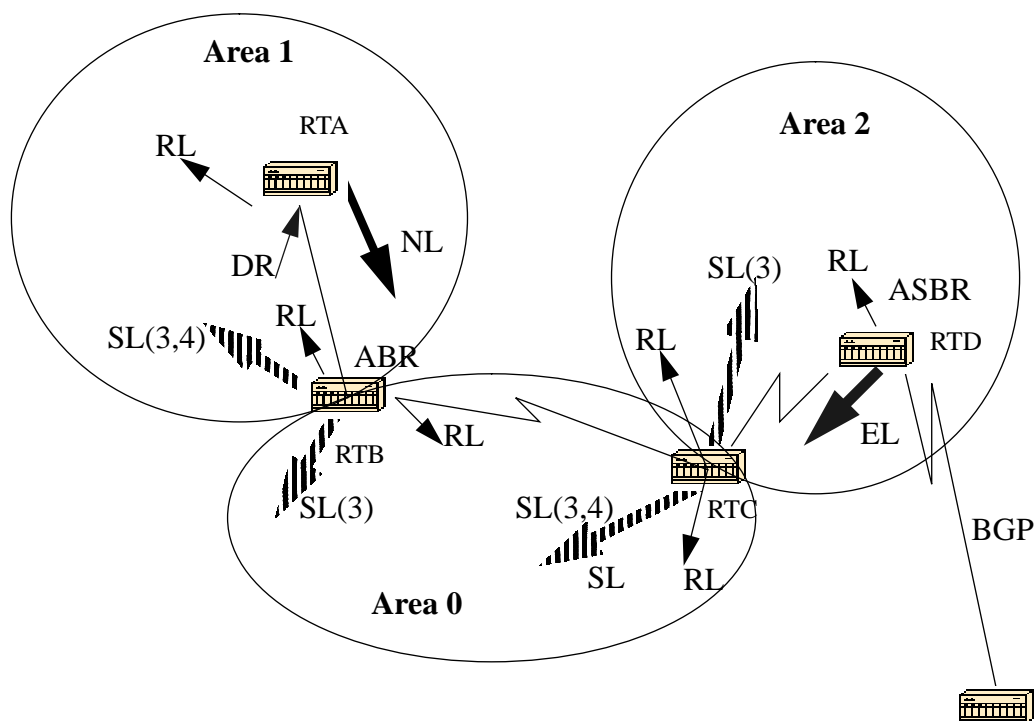 Area 1
RTA
RL
NL
DR
RL
SL(3,4)
ABR
RTB
RL
SL(3)
Area 2
SL(3)
RL
ASBR
RTD
RL
EL
RTC
SL(3,4)
SL
RL
BGP
Area 0